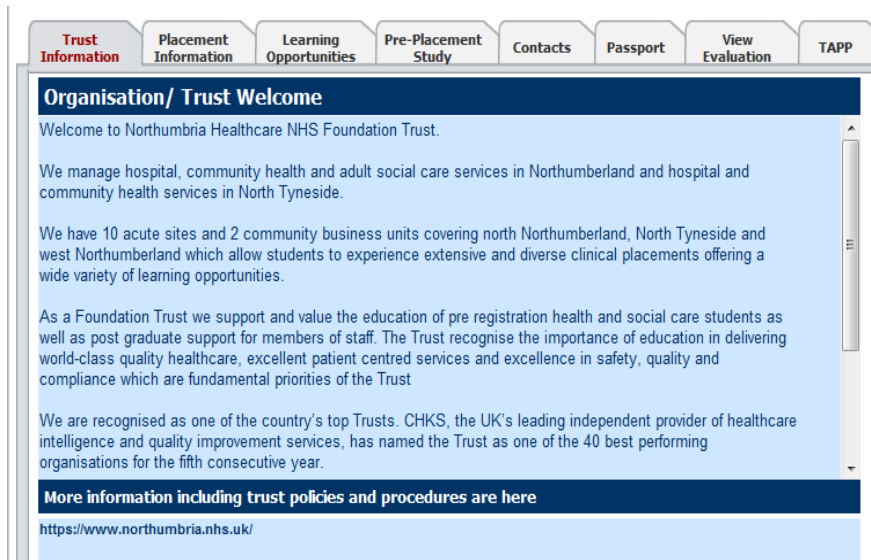 Trust Information
Placement Information
Learning Opportunities
Pre-Placement Study
Contacts
Passport
View Evaluation
TAPP
Organisation/ Trust Welcome
Welcome to Northumbria Healthcare NHS Foundation Trust.
We manage hospital, community health and adult social care services in Northumberland and hospital and
community health services in North Tyneside.
We have 10 acute sites and 2 community business units covering north Northumberland, North Tyneside and
west Northumberland which allow students to experience extensive and diverse clinical placements offering a
wide variety of learning opportunities.
As a Foundation Trust we support and value the education of pre registration health and social care students as
well as post graduate support for members of staff. The Trust recognise the importance of education in delivering
world-class quality healthcare, excellent patient centred services and excellence in safety, quality and
compliance which are fundamental priorities of the Trust
We are recognised as one of the country's top Trusts. CHKS, the UK's leading independent provider of healthcare
intelligence and quality improvement services, has named the Trust as one of the 40 best performing
organisations for the fifth consecutive year.
More information including trust policies and procedures are here
https://www.northumbria.nhs.uk/